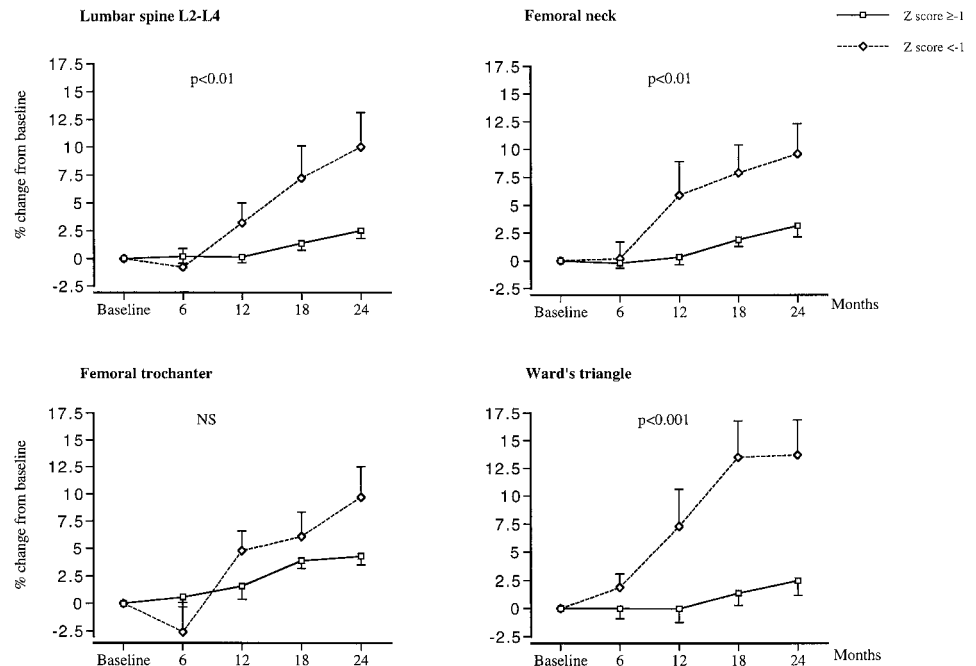 Lumbar spine L2-L4
Femoral neck
Z score ≥-1
Z score <-1
% change from baseline
17.5
15
12.5
10
7.5
5
2.5
0
-2.5
p<0.01
Baseline 6 12 18 24
17.5
15
12.5
10
7.5
5
2.5
0
-2.5
p<0.01
Baseline 6 12 18 24 Months
Femoral trochanter
Ward's triangle
% change from baseline
17.5
15
12.5
10
7.5
5
2.5
0
-2.5
NS
Baseline 6 12 18 24
17.5
15
12.5
10
7.5
5
2.5
0
-2.5
p<0.001
Baseline 6 12 18 24 Months